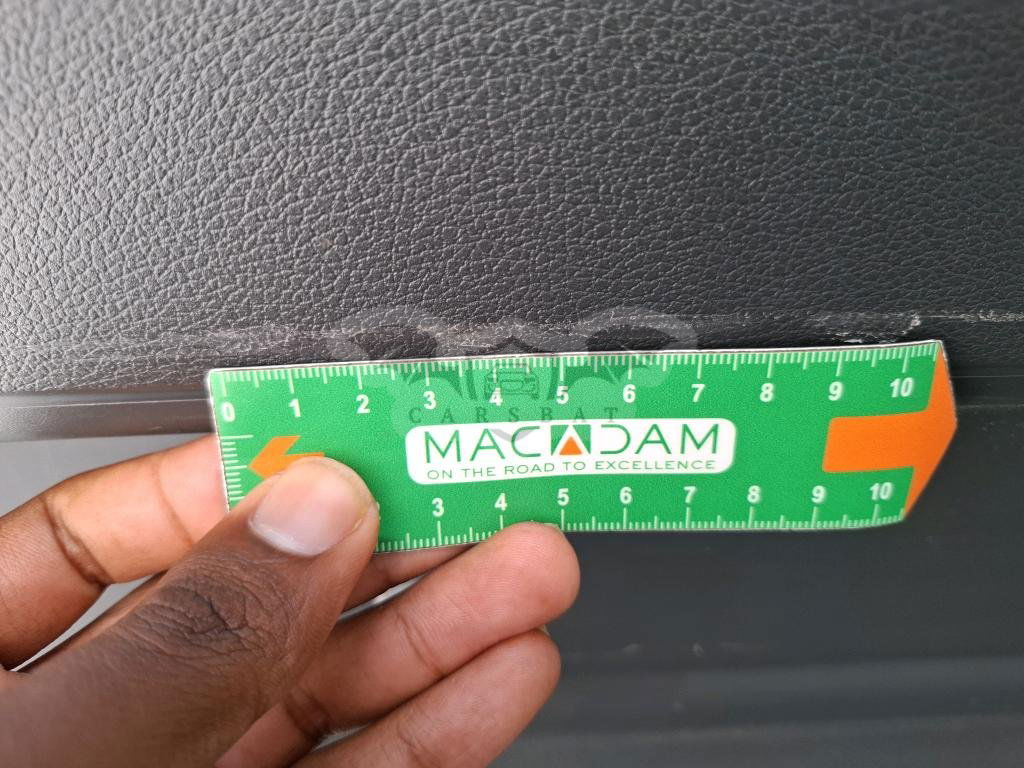 0 1 2 3 4 5 6 7 8 9 10
CARSBAT
MACADAM
ON THE ROAD TO EXCELLENCE
3 4 5 6 7 8 9 10